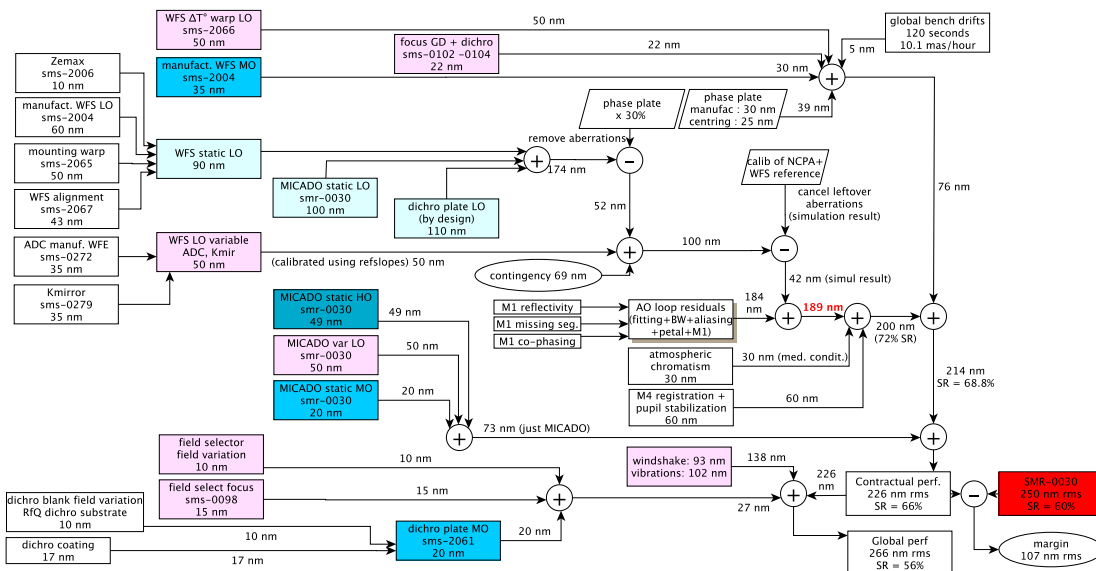 WFS ΔT° warp LO
sms-2066
50 nm
50 nm
global bench drifts
120 seconds
10.1 mas/hour
focus GD + dichro
sms-0102 -0104
22 nm
22 nm
5 nm
Zemax
sms-2006
10 nm
manufact. WFS MO
sms-2004
35 nm
30 nm
+
manufact. WFS LO
sms-2004
60 nm
phase plate
x 30%
phase plate
manufac : 30 nm
centring : 25 nm
39 nm
mounting warp
sms-2065
50 nm
WFS static LO
90 nm
remove aberrations
+
174 nm
−
calib of NCPA+
WFS reference
WFS alignment
sms-2067
43 nm
MICADO static LO
smr-0030
100 nm
dichro plate LO
(by design)
110 nm
52 nm
cancel leftover
aberrations
(simulation result)
76 nm
ADC manuf. WFE
sms-0272
35 nm
WFS LO variable
ADC, Kmir
50 nm
(calibrated using refslopes) 50 nm
+
100 nm
−
contingency 69 nm
42 nm (simul result)
Kmirror
sms-0279
35 nm
MICADO static HO
smr-0030
49 nm
49 nm
M1 reflectivity
M1 missing seg.
M1 co-phasing
AO loop residuals
(fitting+BW+aliasing
+petal+M1)
184
nm
+
189 nm
+
200 nm
(72% SR)
+
MICADO var LO
smr-0030
50 nm
50 nm
atmospheric
chromatism
30 nm
30 nm (med. condit.)
214 nm
SR = 68.8%
MICADO static MO
smr-0030
20 nm
20 nm
M4 registration +
pupil stabilization
60 nm
60 nm
+
73 nm (just MICADO)
+
field selector
field variation
10 nm
10 nm
windshake: 93 nm
vibrations: 102 nm
138 nm
226
nm
Contractual perf.
226 nm rms
SR = 66%
−
SMR-0030
250 nm rms
SR = 60%
field select focus
sms-0098
15 nm
15 nm
+
27 nm
+
dichro blank field variation
RfQ dichro substrate
10 nm
10 nm
dichro plate MO
sms-2061
20 nm
20 nm
dichro coating
17 nm
17 nm
Global perf
266 nm rms
SR = 56%
margin
107 nm rms